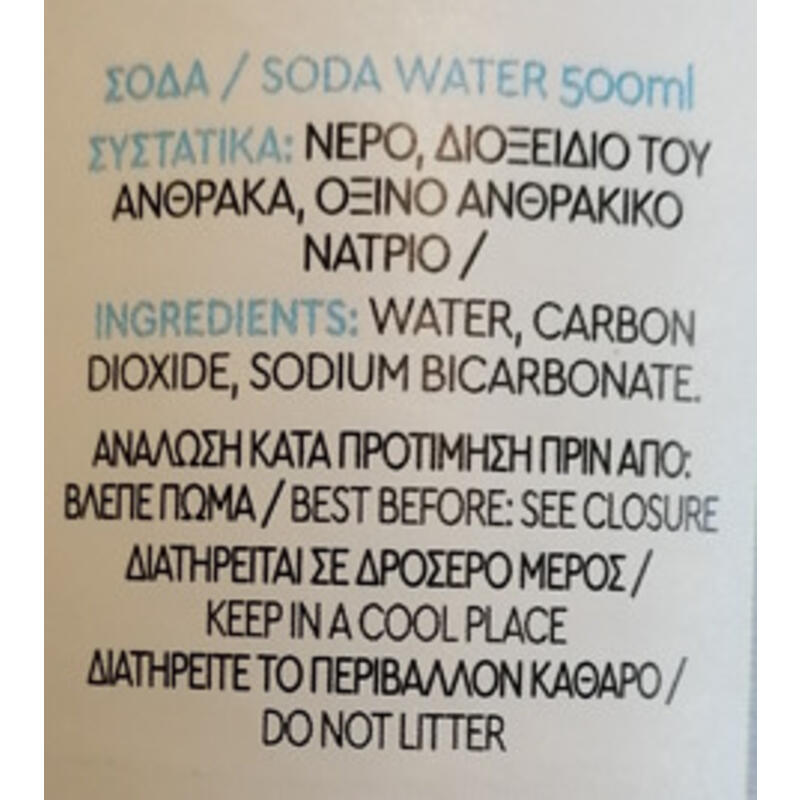 ΣΟΔΑ / SODA WATER 500ml
ΣΥΣΤΑΤΙΚΑ: ΝΕΡΟ, ΔΙΟΞΕΙΔΙΟ ΤΟΥ
ΑΝΘΡΑΚΑ, ΟΞΙΝΟ ΑΝΘΡΑΚΙΚΟ
ΝΑΤΡΙΟ /
INGREDIENTS: WATER, CARBON
DIOXIDE, SODIUM BICARBONATE.
ΑΝΑΛΩΣΗ ΚΑΤΑ ΠΡΟΤΙΜΗΣΗ ΠΡΙΝ ΑΠΟ:
ΒΛΕΠΕ ΠΩΜΑ / BEST BEFORE: SEE CLOSURE
ΔΙΑΤΗΡΕΙΤΑΙ ΣΕ ΔΡΟΣΕΡΟ ΜΕΡΟΣ /
KEEP IN A COOL PLACE
ΔΙΑΤΗΡΕΙΤΕ ΤΟ ΠΕΡΙΒΑΛΛΟΝ ΚΑΘΑΡΟ /
DO NOT LITTER